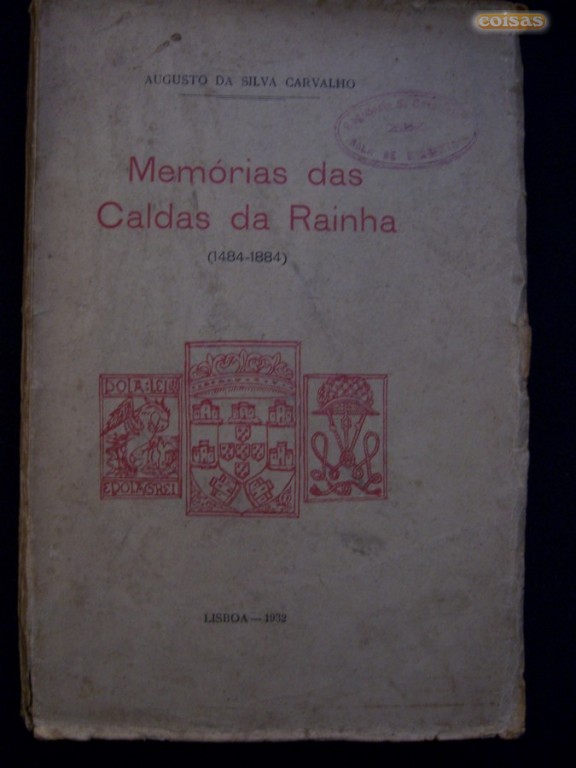 coisas
AUGUSTO DA SILVA CARVALHO
Memórias das
Caldas da Rainha
(1484-1884)
LISBOA — 1932